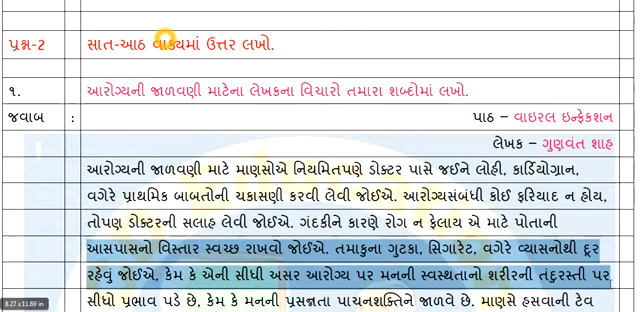 પ્રશ્ન-2 સાત-આઠ વાક્યમાં ઉત્તર લખો.
૧. આરોગ્યની જાળવણી માટેના લેખકના વિચારો તમારા શબ્દોમાં લખો.
જવાબ : પાઠ – વાઇરલ ઇન્ફેકશન
લેખક – ગુણવંત શાહ
આરોગ્યની જાળવણી માટે માણસોએ નિયમિતપણે ડોક્ટર પાસે જઈને લોહી, કાર્ડિયોગ્રાન,
વગેરે પ્રાથમિક બાબતોની ચકાસણી કરવી લેવી જોઈએ. આરોગ્યસંબંધી કોઈ ફરિયાદ ન હોય,
તોપણ ડોક્ટરની સલાહ લેવી જોઈએ. ગંદકીને કારણે રોગ ન ફેલાય એ માટે પોતાની
આસપાસનો વિસ્તાર સ્વચ્છ રાખવો જોઈએ. તમાકુના ગુટકા, સિગારેટ, વગેરે વ્યાસનોથી દૂર
રહેવું જોઈએ, કેમ કે એની સીધી અસર આરોગ્ય પર મનની સ્વસ્થતાનો શરીરની તંદુરસ્તી પર
સીધો પ્રભાવ પડે છે, કેમ કે મનની પ્રસન્નતા પાચનશક્તિને જાળવે છે. માણસે હસવાની ટેવ
8.27 x 11.69 in